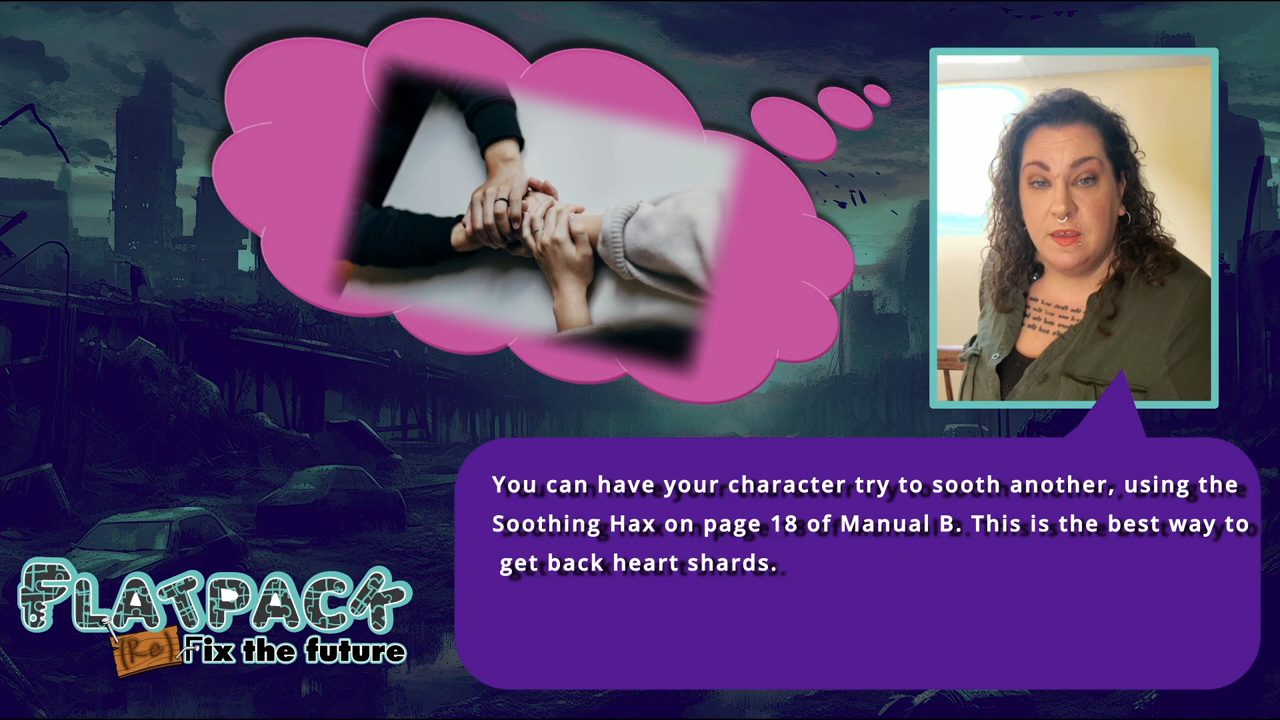 You can have your character try to sooth another, using the
Soothing Hax on page 18 of Manual B. This is the best way to
get back heart shards.
FLATPACK
(Re) Fix the future